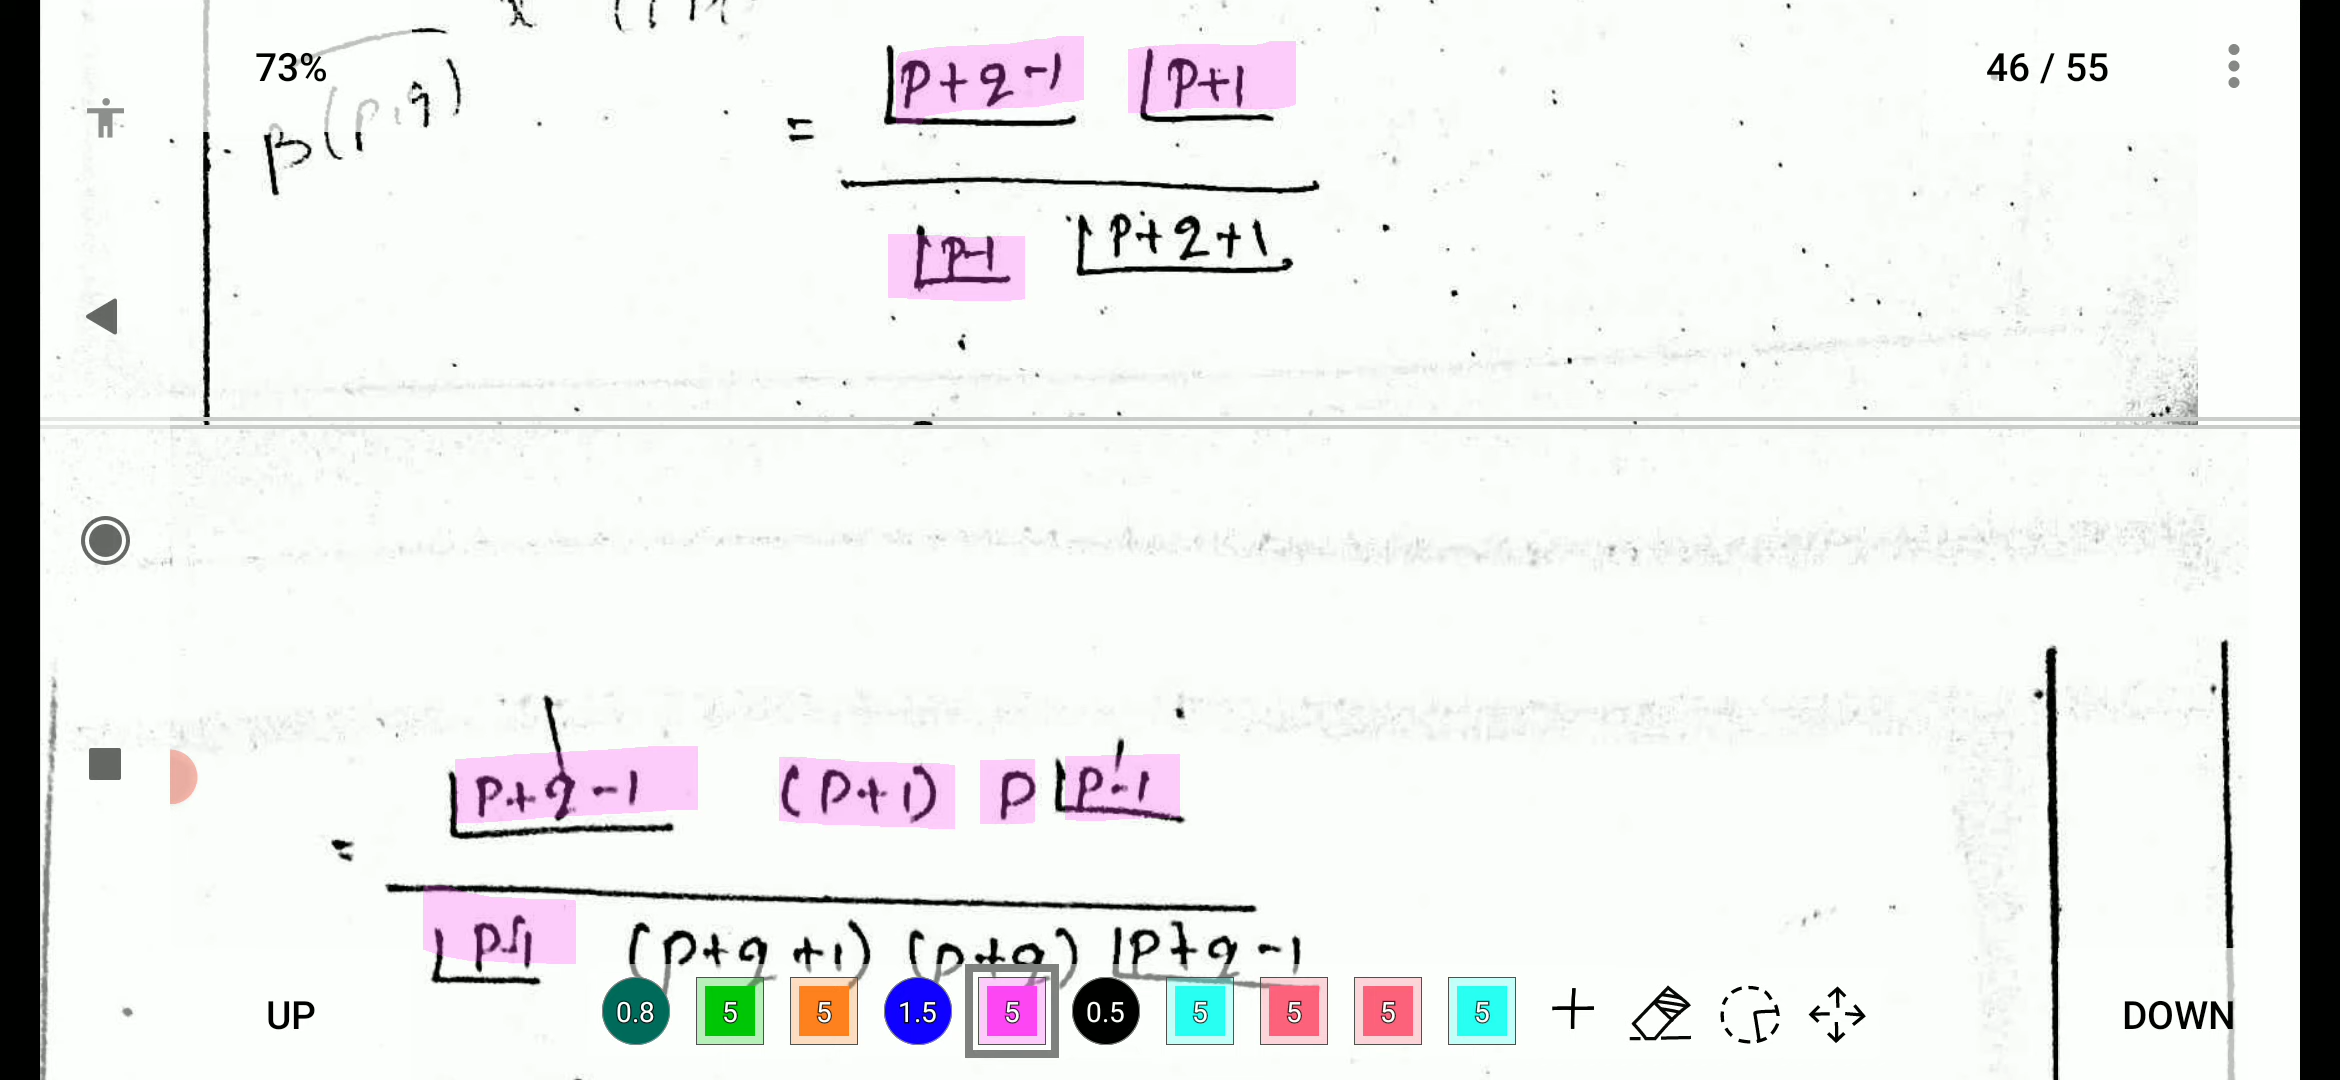 73%
46 / 55
β(p,q)
= ⌊p+q-1 ⌊p+1
⌊p-1 ⌊p+q+1
= ⌊p+q-1 (p+1) p ⌊p-1
⌊p-1 (p+q+1) (p+q) ⌊p+q-1
UP 0.8 5 5 1.5 5 0.5 5 5 5 5 DOWN